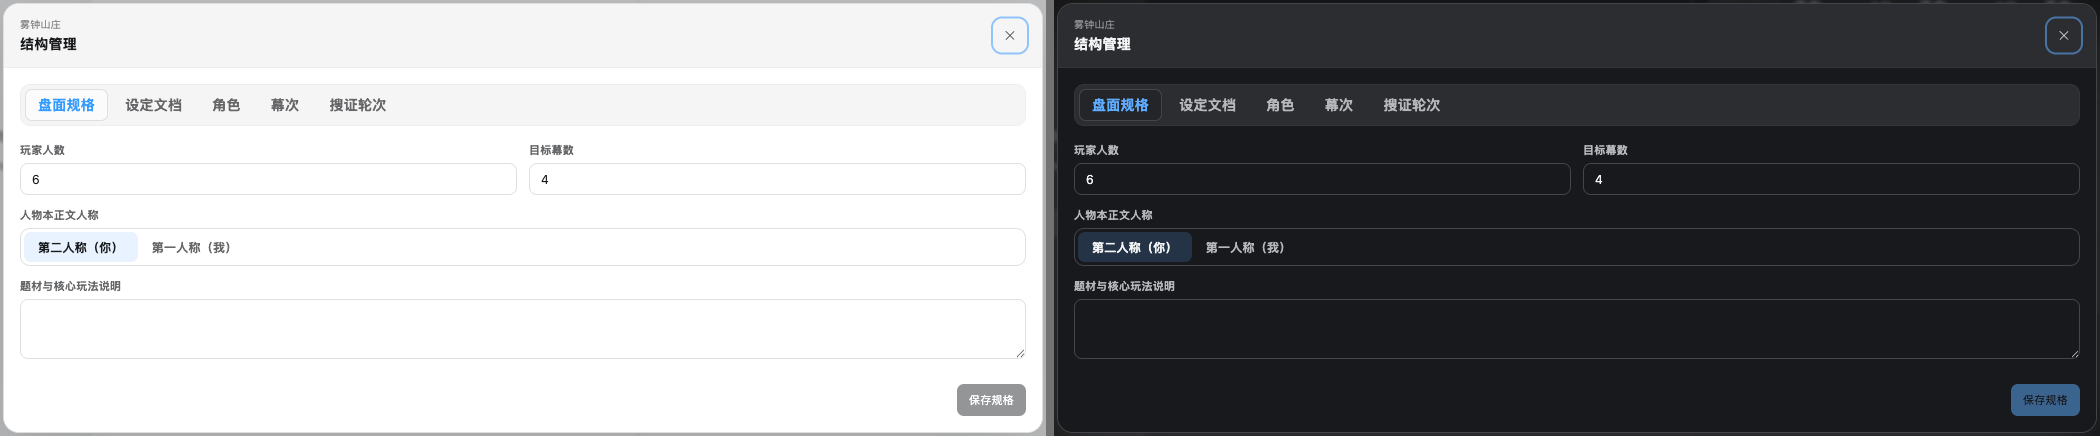 雾钟山庄
结构管理
盘面规格 设定文档 角色 幕次 搜证轮次
玩家人数 目标幕数
6 4
人物本正文人称
第二人称（你） 第一人称（我）
题材与核心玩法说明
保存规格
雾钟山庄
结构管理
盘面规格 设定文档 角色 幕次 搜证轮次
玩家人数 目标幕数
6 4
人物本正文人称
第二人称（你） 第一人称（我）
题材与核心玩法说明
保存规格